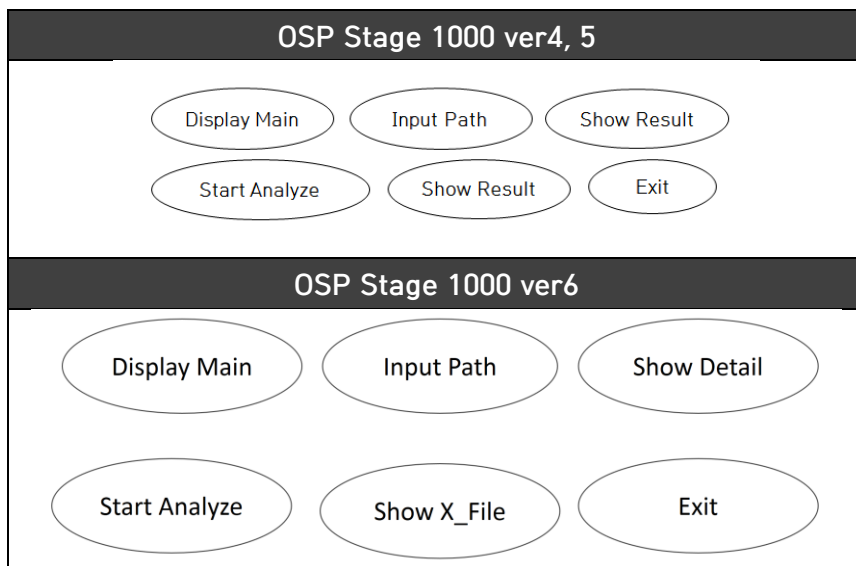 OSP Stage 1000 ver4, 5
Display Main Input Path Show Result
Start Analyze Show Result Exit
OSP Stage 1000 ver6
Display Main Input Path Show Detail
Start Analyze Show X_File Exit